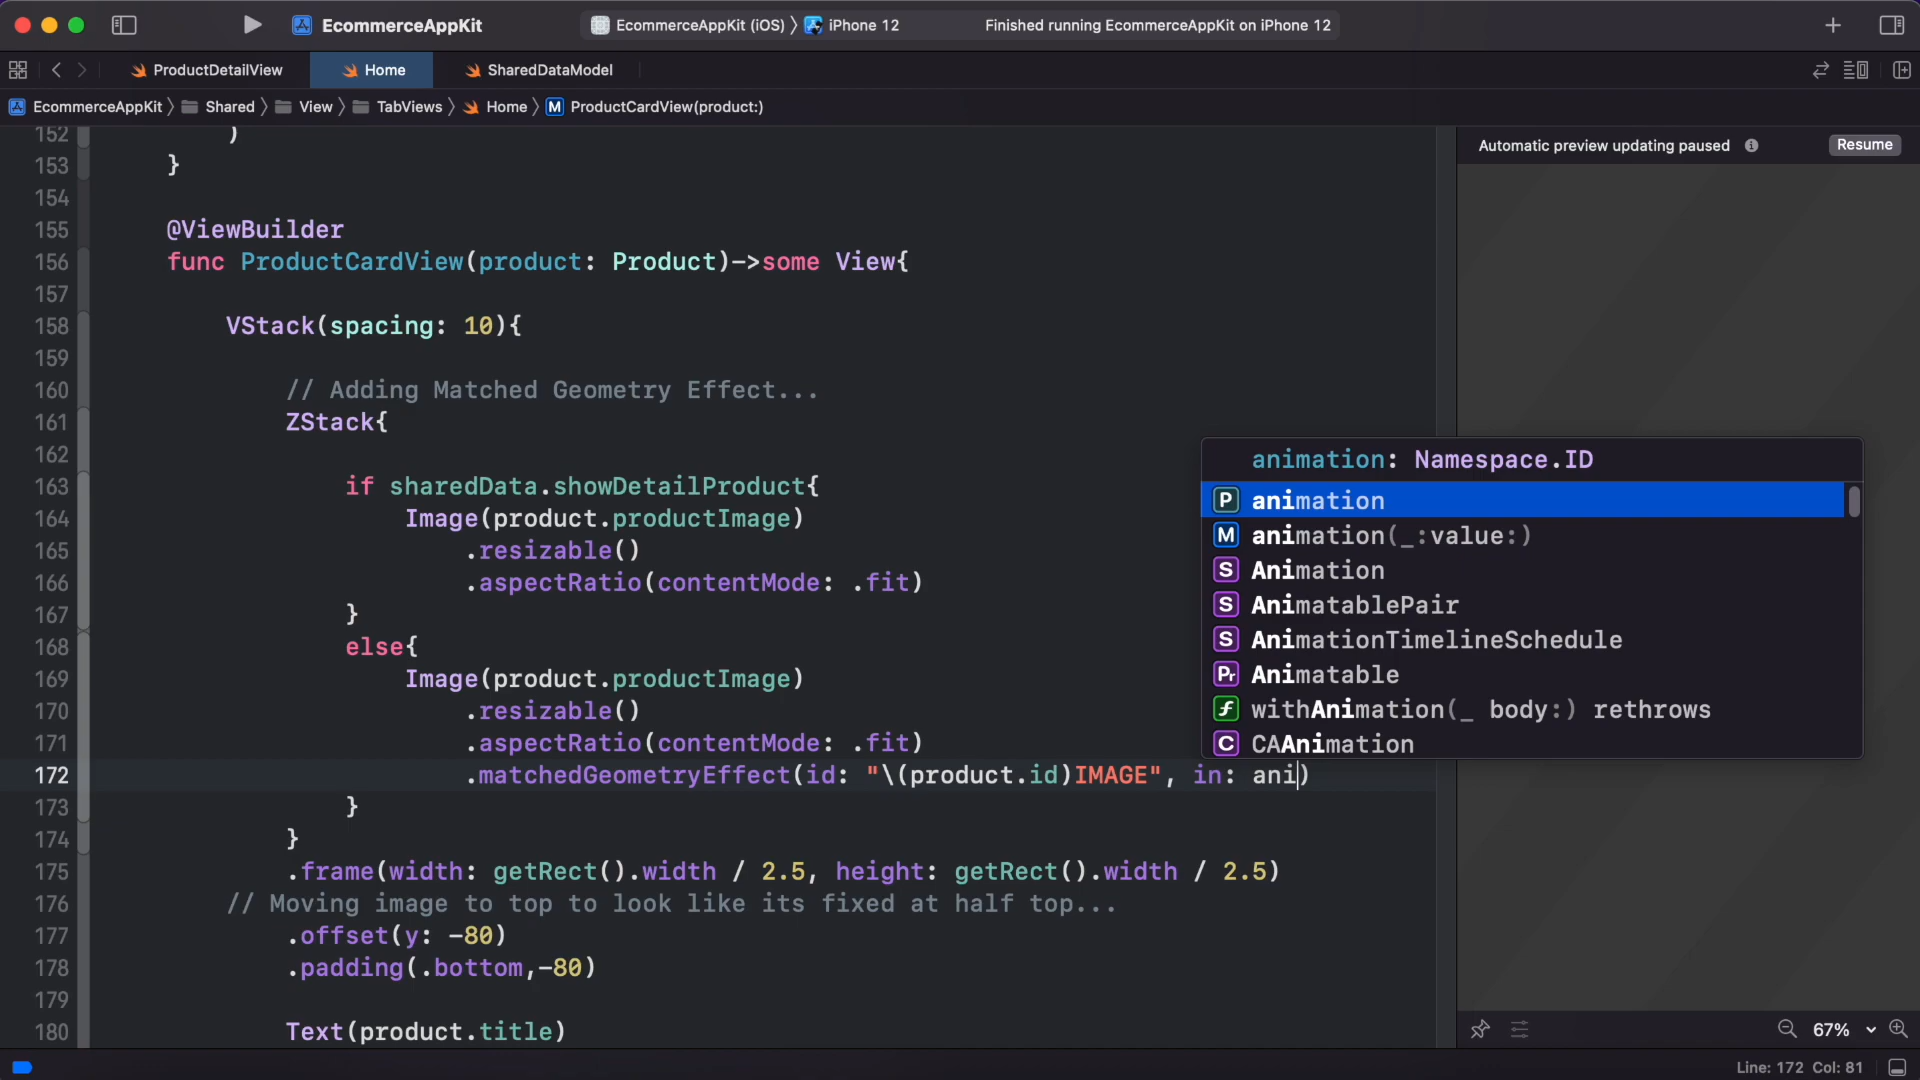 EcommerceAppKit
EcommerceAppKit (iOS) 〉 iPhone 12
Finished running EcommerceAppKit on iPhone 12
ProductDetailView
Home
SharedDataModel
EcommerceAppKit 〉 Shared 〉 View 〉 TabViews 〉 Home 〉 M ProductCardView(product:)
Automatic preview updating paused
Resume
152 )
153 }
154
155 @ViewBuilder
156 func ProductCardView(product: Product)->some View{
157
158 VStack(spacing: 10){
159
160 // Adding Matched Geometry Effect...
161 ZStack{
162
163 if sharedData.showDetailProduct{
164 Image(product.productImage)
165 .resizable()
166 .aspectRatio(contentMode: .fit)
167 }
168 else{
169 Image(product.productImage)
170 .resizable()
171 .aspectRatio(contentMode: .fit)
172 .matchedGeometryEffect(id: "\(product.id)IMAGE", in: ani)
173 }
174 }
175 .frame(width: getRect().width / 2.5, height: getRect().width / 2.5)
176 // Moving image to top to look like its fixed at half top...
177 .offset(y: -80)
178 .padding(.bottom,-80)
179
180 Text(product.title)
animation: Namespace.ID
P animation
M animation(_:value:)
S Animation
S AnimatablePair
S AnimationTimelineSchedule
Pr Animatable
f withAnimation(_ body:) rethrows
C CAAnimation
67%
Line: 172 Col: 81